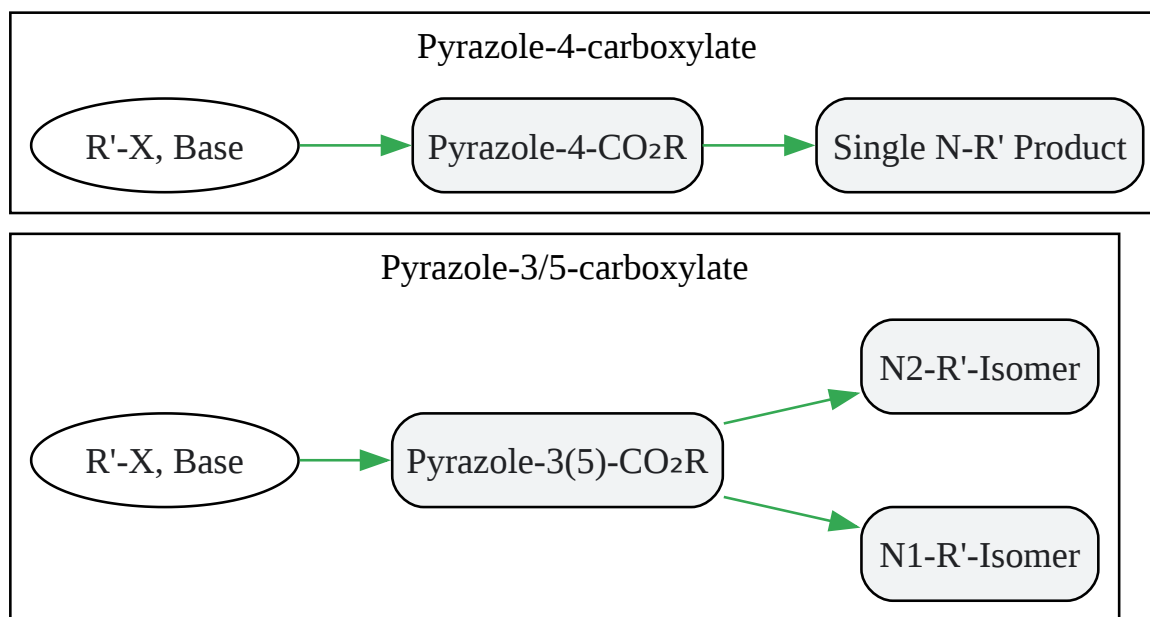 Pyrazole-4-carboxylate
R'-X, Base
Pyrazole-4-CO₂R
Single N-R' Product
Pyrazole-3/5-carboxylate
N2-R'-Isomer
R'-X, Base
Pyrazole-3(5)-CO₂R
N1-R'-Isomer